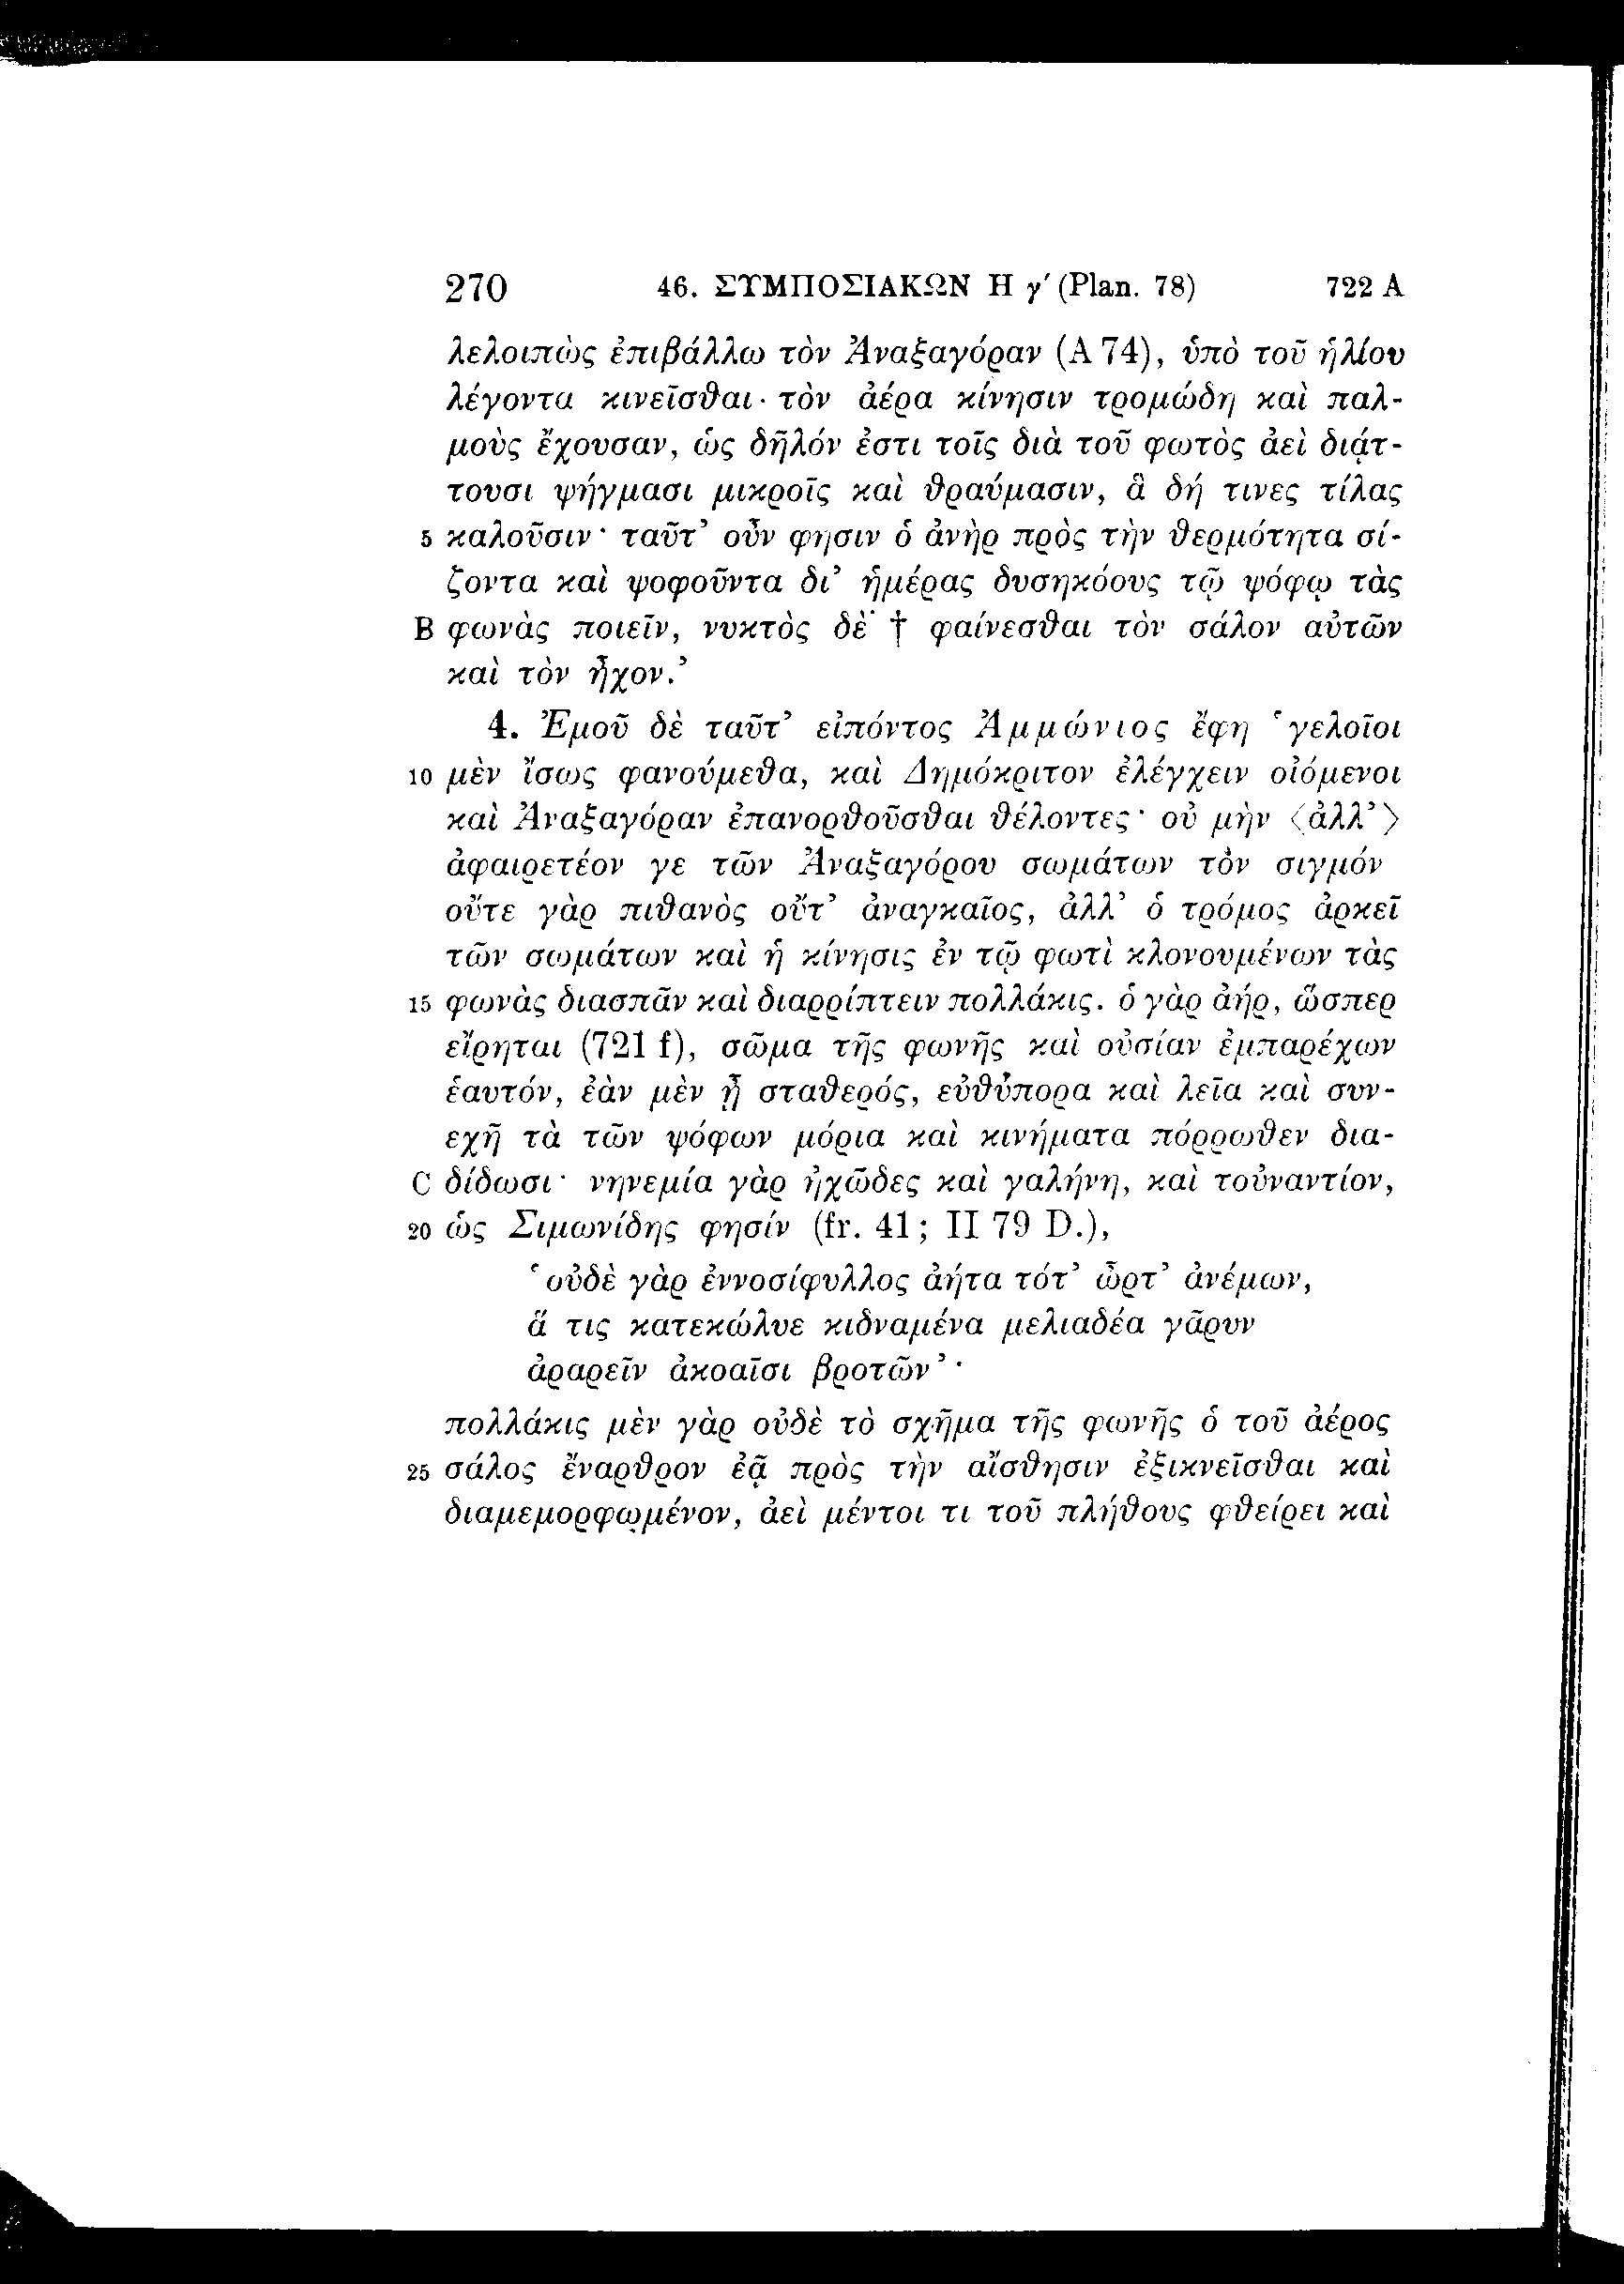 270 46. ΣΥΜΠΟΣΙΑΚΩΝ Η γ′ (Plan. 78) 722 A
λελοιπὼς ἐπιβάλλω τὸν Ἀναξαγόραν (A 74), ὑπὸ τοῦ ἡλίου
λέγοντα κινεῖσθαι· τὸν ἀέρα κίνησιν τρομώδη καὶ παλ-
μοὺς ἔχουσαν, ὡς δῆλόν ἐστι τοῖς διὰ τοῦ φωτὸς ἀεὶ διᾴτ-
τουσι ψήγμασι μικροῖς καὶ θραύμασιν, ἃ δή τινες τίλας
5 καλοῦσιν· ταῦτ’ οὖν φησιν ὁ ἀνὴρ πρὸς τὴν θερμότητα σί-
ζοντα καὶ ψοφοῦντα δι’ ἡμέρας δυσηκόους τῷ ψόφῳ τὰς
B φωνὰς ποιεῖν, νυκτὸς δὲ † φαίνεσθαι τὸν σάλον αὐτῶν
καὶ τὸν ἦχον.’
4. Ἐμοῦ δὲ ταῦτ’ εἰπόντος Ἀμμώνιος ἔφη ‘γελοῖοι
10 μὲν ἴσως φανούμεθα, καὶ Δημόκριτον ἐλέγχειν οἰόμενοι
καὶ Ἀναξαγόραν ἐπανορθοῦσθαι θέλοντες· οὐ μὴν ⟨ἀλλ’⟩
ἀφαιρετέον γε τῶν Ἀναξαγόρου σωμάτων τὸν σιγμόν
οὔτε γὰρ πιθανὸς οὔτ’ ἀναγκαῖος, ἀλλ’ ὁ τρόμος ἀρκεῖ
τῶν σωμάτων καὶ ἡ κίνησις ἐν τῷ φωτὶ κλονουμένων τὰς
15 φωνὰς διασπᾶν καὶ διαρρίπτειν πολλάκις. ὁ γὰρ ἀήρ, ὥσπερ
εἴρηται (721 f), σῶμα τῆς φωνῆς καὶ οὐσίαν ἐμπαρέχων
ἑαυτόν, ἐὰν μὲν ᾖ σταθερός, εὐθύπορα καὶ λεῖα καὶ συν-
εχῆ τὰ τῶν ψόφων μόρια καὶ κινήματα πόρρωθεν δια-
C δίδωσι· νηνεμία γὰρ ἠχῶδες καὶ γαλήνη, καὶ τοὐναντίον,
20 ὡς Σιμωνίδης φησίν (fr. 41; II 79 D.),
‘οὐδὲ γὰρ ἐννοσίφυλλος ἀήτα τότ’ ὦρτ’ ἀνέμων,
ἅ τις κατεκώλυε κιδναμένα μελιαδέα γᾶρυν
ἀραρεῖν ἀκοαῖσι βροτῶν’·
πολλάκις μὲν γὰρ οὐδὲ τὸ σχῆμα τῆς φωνῆς ὁ τοῦ ἀέρος
25 σάλος ἔναρθρον ἐᾷ πρὸς τὴν αἴσθησιν ἐξικνεῖσθαι καὶ
διαμεμορφωμένον, ἀεὶ μέντοι τι τοῦ πλήθους φθείρει καὶ